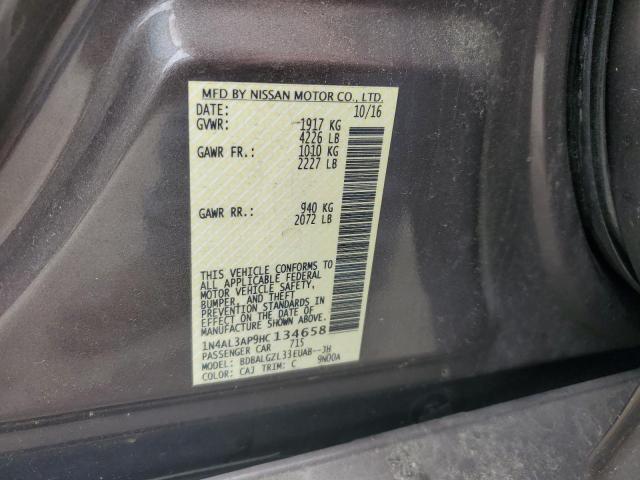 MFD BY NISSAN MOTOR CO., LTD.
DATE: 10/16
GVWR: 1917 KG
4226 LB
GAWR FR.: 1010 KG
2227 LB
GAWR RR.: 940 KG
2072 LB
THIS VEHICLE CONFORMS TO
ALL APPLICABLE FEDERAL
MOTOR VEHICLE SAFETY,
BUMPER, AND THEFT
PREVENTION STANDARDS IN
EFFECT ON THE DATE OF
MANUFACTURE SHOWN ABOVE.
1N4AL3AP9HC134658
PASSENGER CAR 715
MODEL: BDBALGZL33EUAB--JH
COLOR: CAJ TRIM: C 9N00A